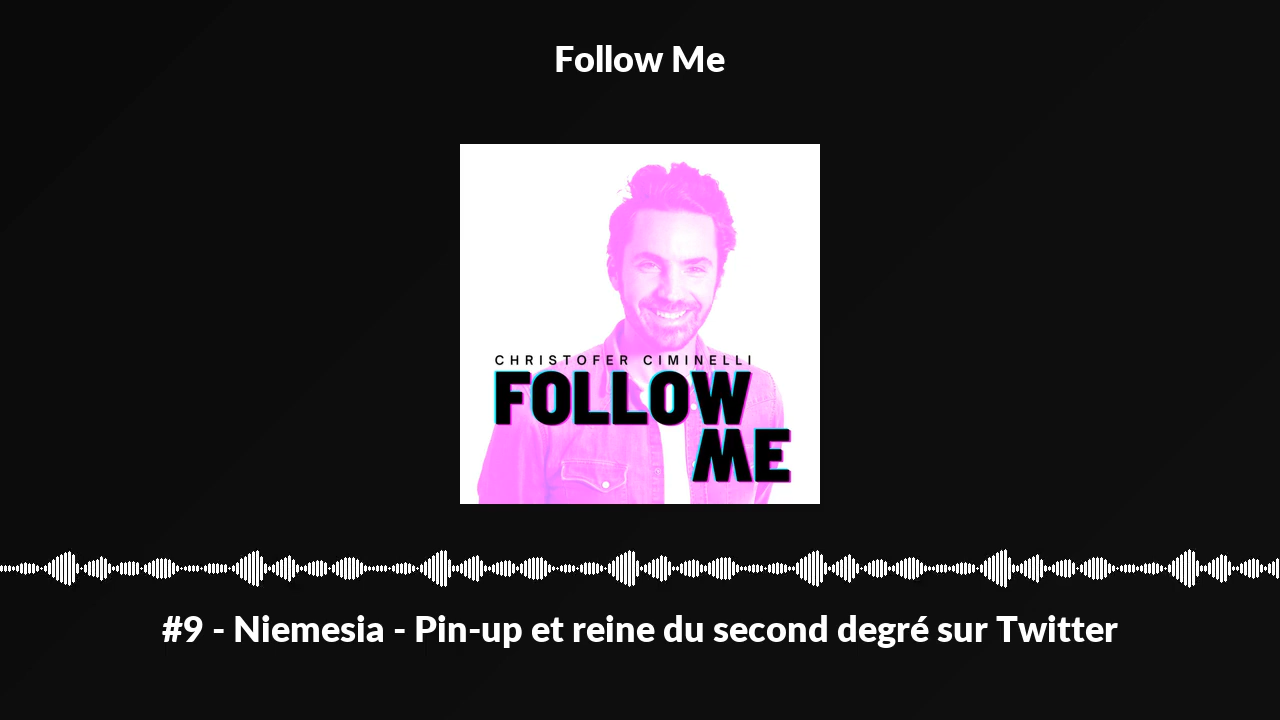 Follow Me
CHRISTOFER CIMINELLI
FOLLOW
ME
#9 - Niemesia - Pin-up et reine du second degré sur Twitter